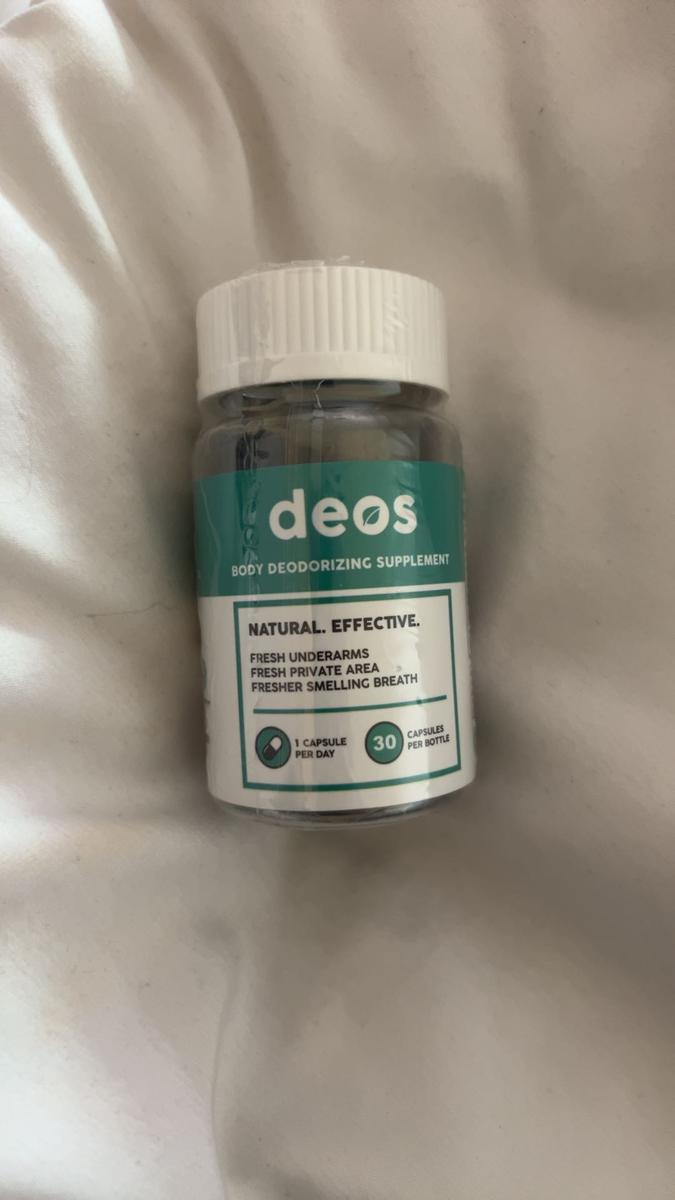 deos
BODY DEODORIZING SUPPLEMENT
NATURAL. EFFECTIVE.
FRESH UNDERARMS
FRESH PRIVATE AREA
FRESHER SMELLING BREATH
1 CAPSULE
PER DAY
30
CAPSULES
PER BOTTLE